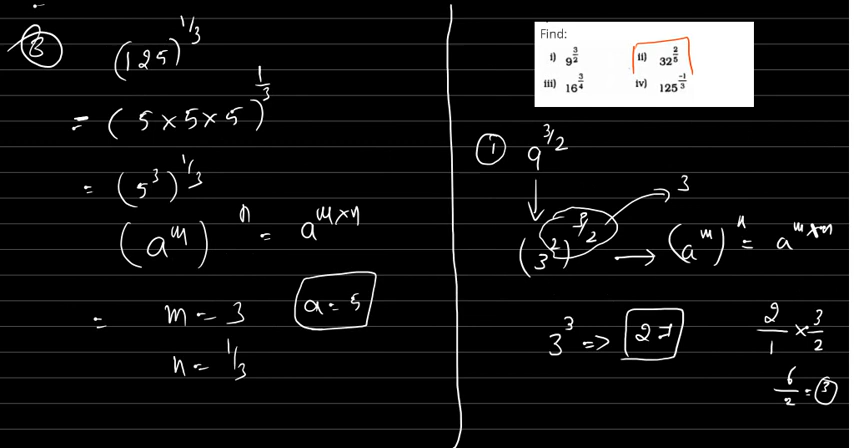 3) (125)^{1/3}
= (5×5×5)^{1/3}
= (5^3)^{1/3}
(a^m)^n = a^{m×n}
= m = 3
a = 5
n = 1/3
Find:
i) 9^{3/2} ii) 32^{2/5}
iii) 16^{3/4} iv) 125^{-1/3}
i 9^{3/2}
(3^2)^{3/2} → 3
→ (a^m)^n = a^{m×n}
3^3 => 27
2/1 × 3/2
6/2 = 3